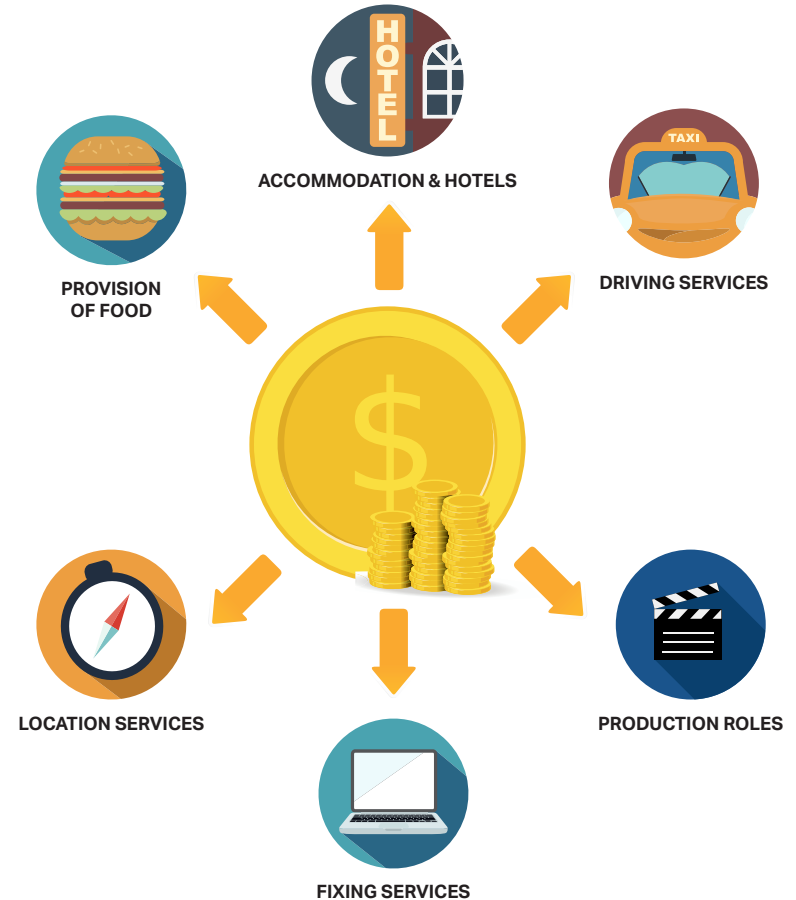 HOTEL
ACCOMMODATION & HOTELS
TAXI
DRIVING SERVICES
PROVISION
OF FOOD
$
LOCATION SERVICES
PRODUCTION ROLES
FIXING SERVICES